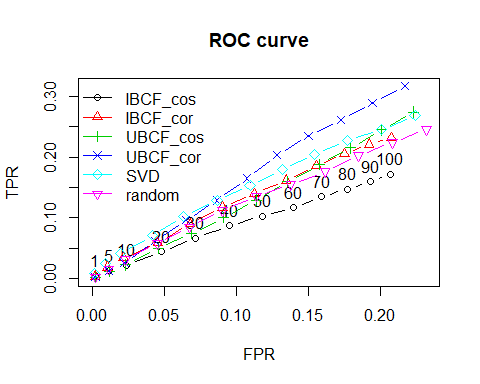 ROC curve
TPR
0.00 0.10 0.20 0.30
IBCF_cos
IBCF_cor
UBCF_cos
UBCF_cor
SVD
random
1 5 10 20 30 40 50 60 70 80 90 100
0.00 0.05 0.10 0.15 0.20
FPR